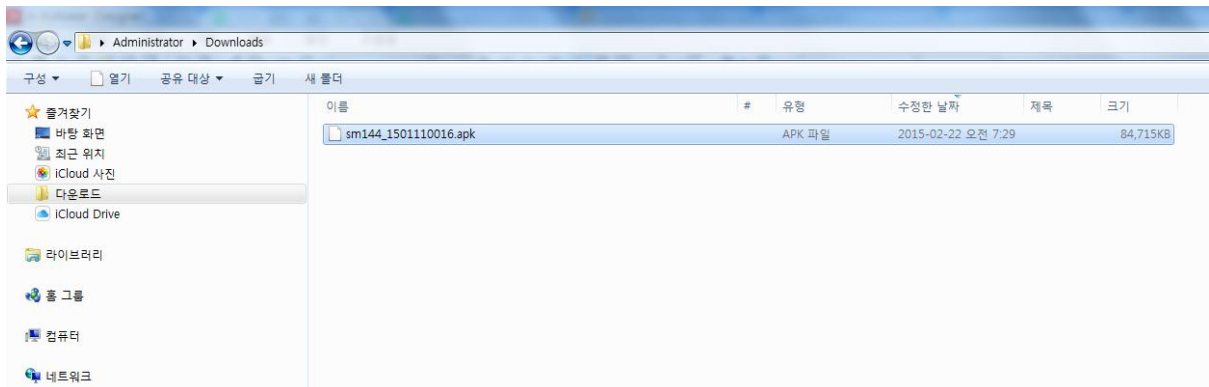 Administrator ▸ Downloads
구성 열기 공유 대상 굽기 새 폴더
이름 # 유형 수정한 날짜 제목 크기
sm144_1501110016.apk APK 파일 2015-02-22 오전 7:29 84,715KB
즐겨찾기
바탕 화면
최근 위치
iCloud 사진
다운로드
iCloud Drive
라이브러리
홈 그룹
컴퓨터
네트워크